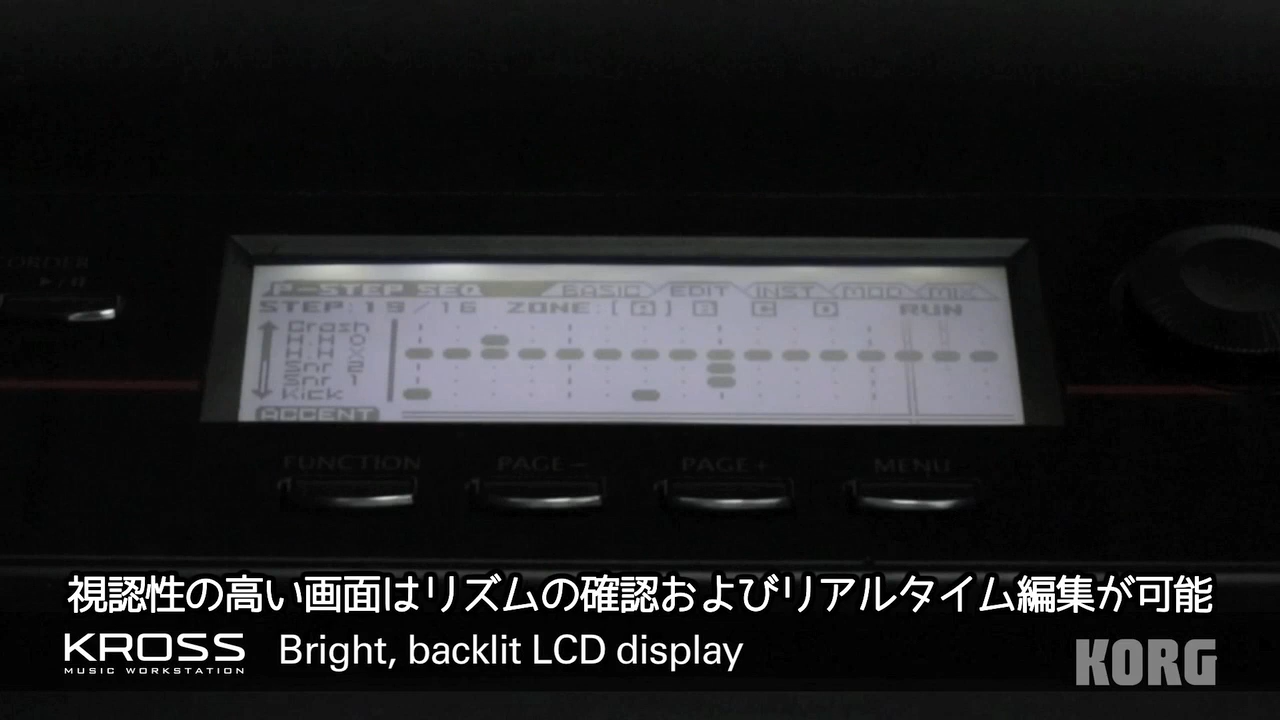 ORDER
P-STEP SEQ BASIC EDIT INST MOD MIX
STEP:19/16 ZONE:[A] B C D RUN
Crash
H.H O
H.H X
Snr 2
Snr 1
Kick
ACCENT
FUNCTION PAGE− PAGE+ MENU
視認性の高い画面はリズムの確認およびリアルタイム編集が可能
KROSS Bright, backlit LCD display KORG
MUSIC WORKSTATION